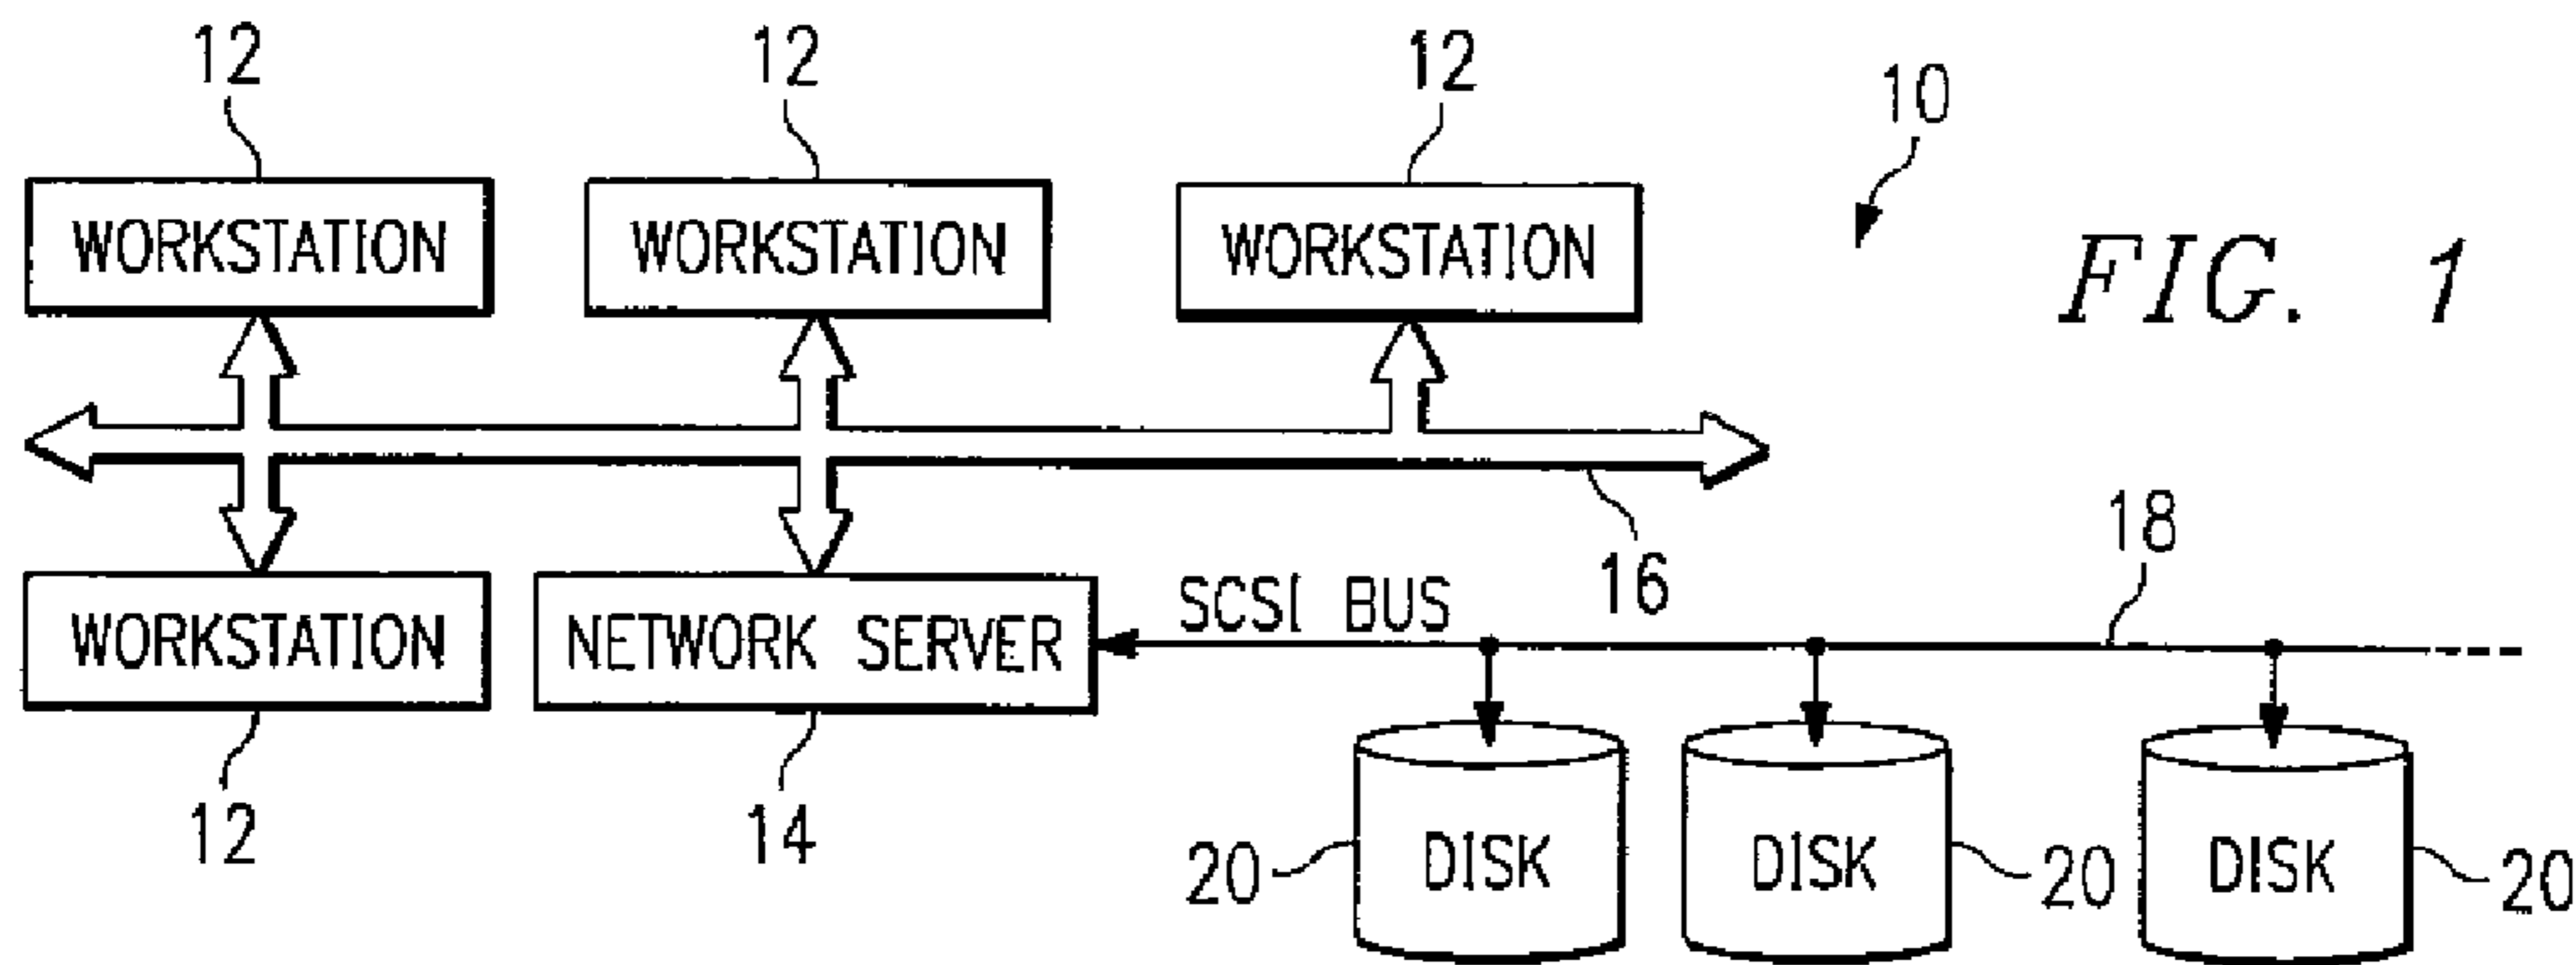 12 12 12 10
WORKSTATION WORKSTATION WORKSTATION
FIG. 1
16 18
WORKSTATION NETWORK SERVER SCSI BUS
12 14
20 DISK DISK 20 DISK 20